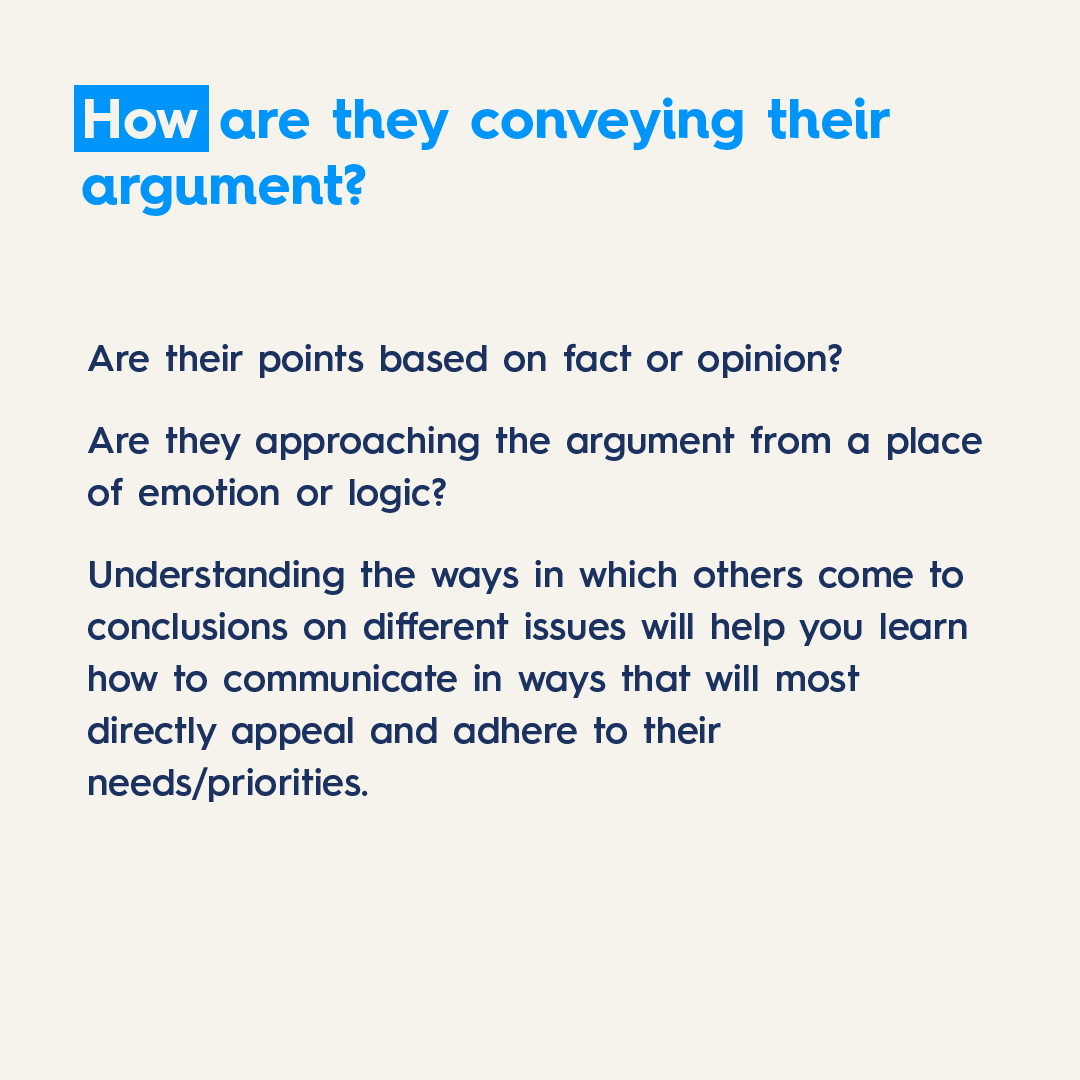 How are they conveying their
argument?
Are their points based on fact or opinion?
Are they approaching the argument from a place
of emotion or logic?
Understanding the ways in which others come to
conclusions on different issues will help you learn
how to communicate in ways that will most
directly appeal and adhere to their
needs/priorities.